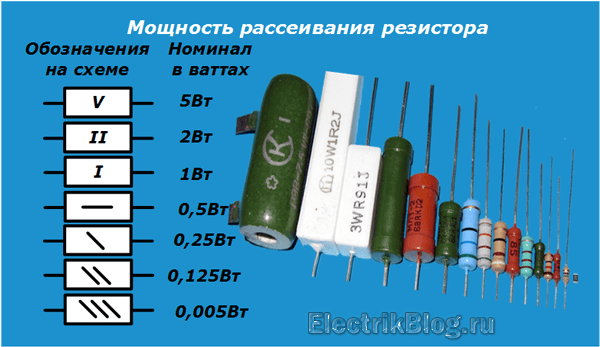 Мощность рассеивания резистора
Обозначения на схеме
Номинал в ваттах
V 5Вт
II 2Вт
I 1Вт
0,5Вт
0,25Вт
0,125Вт
0,005Вт
K I
10W1R2J
3WR91J
68RKΩ
ElectrikBlog.ru